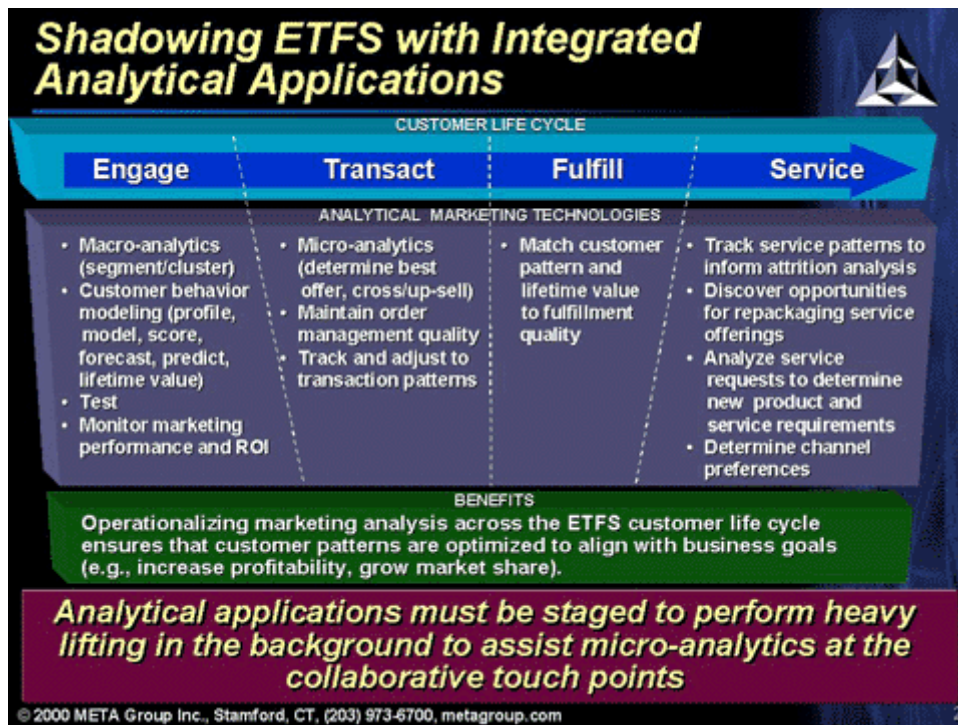 Shadowing ETFS with Integrated
Analytical Applications
CUSTOMER LIFE CYCLE
Engage Transact Fulfill Service
ANALYTICAL MARKETING TECHNOLOGIES
• Macro-analytics
(segment/cluster)
• Customer behavior
modeling (profile,
model, score,
forecast, predict,
lifetime value)
• Test
• Monitor marketing
performance and ROI
• Micro-analytics
(determine best
offer, cross/up-sell)
• Maintain order
management quality
• Track and adjust to
transaction patterns
• Match customer
pattern and
lifetime value
to fulfillment
quality
• Track service patterns to
inform attrition analysis
• Discover opportunities
for repackaging service
offerings
• Analyze service
requests to determine
new product and
service requirements
• Determine channel
preferences
BENEFITS
Operationalizing marketing analysis across the ETFS customer life cycle
ensures that customer patterns are optimized to align with business goals
(e.g., increase profitability, grow market share).
Analytical applications must be staged to perform heavy
lifting in the background to assist micro-analytics at the
collaborative touch points
© 2000 META Group Inc., Stamford, CT, (203) 973-6700, metagroup.com